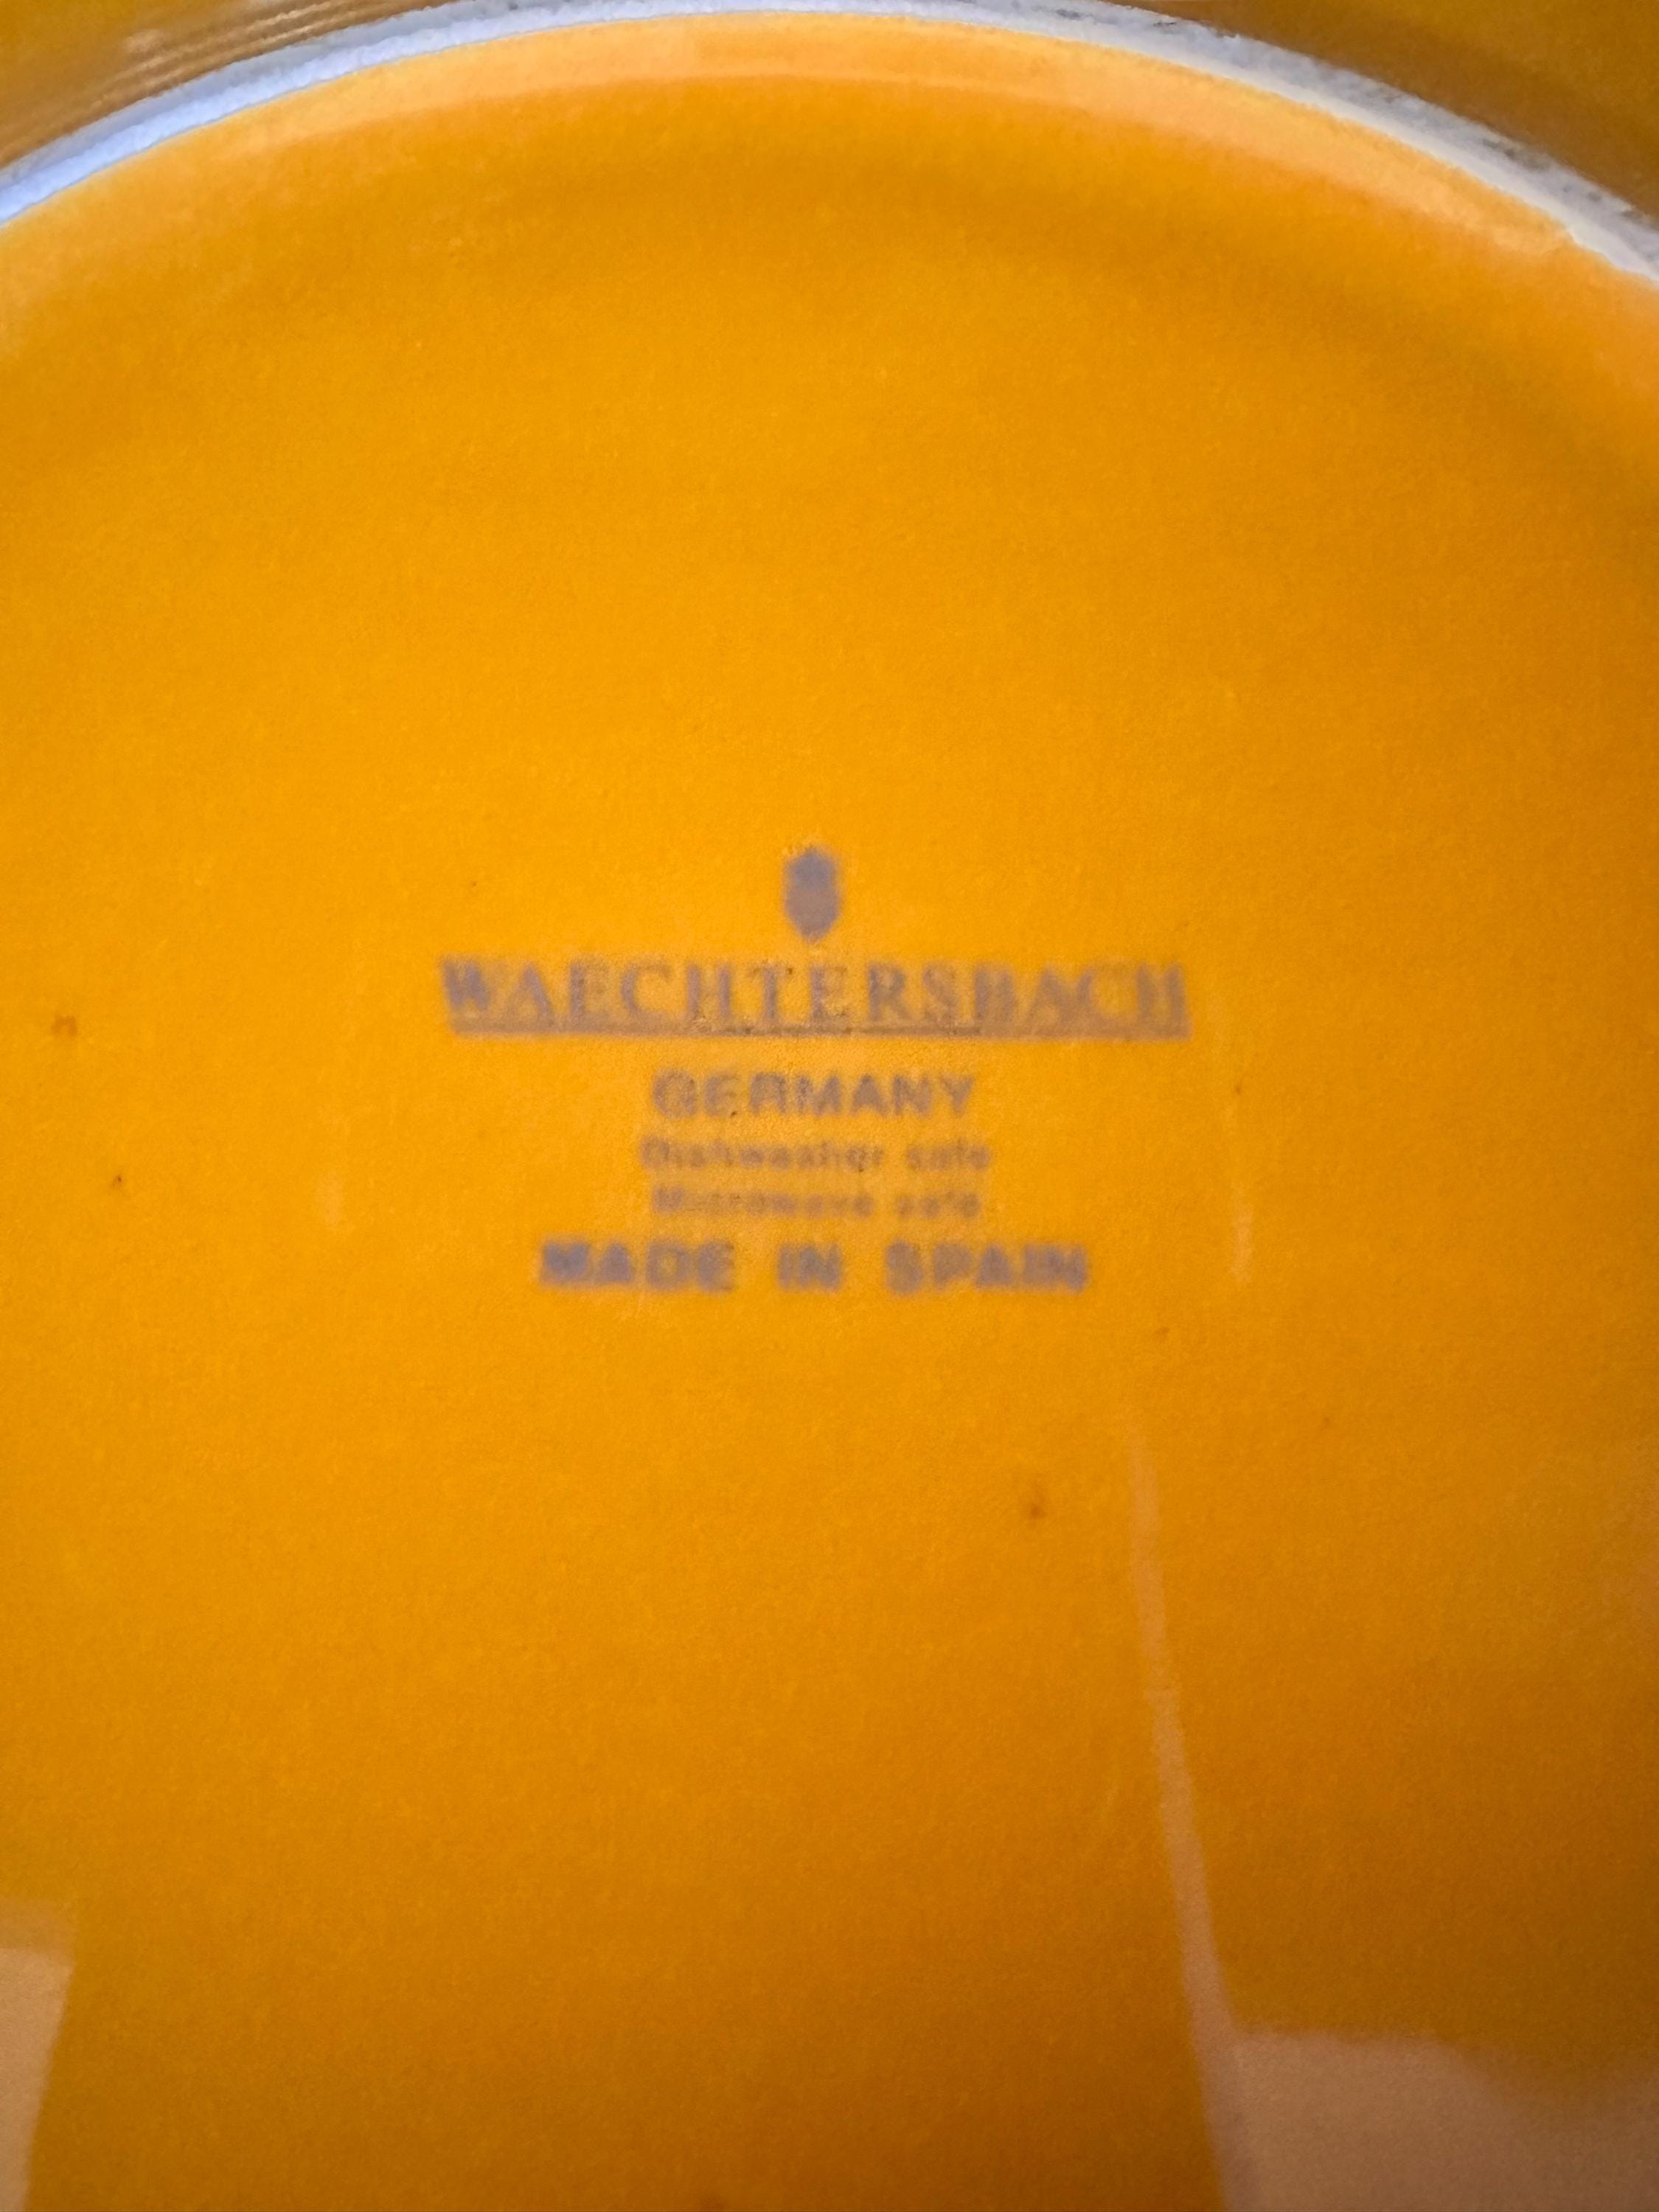 WAECHTERSBACH
GERMANY
Dishwasher safe
Microwave safe
MADE IN SPAIN